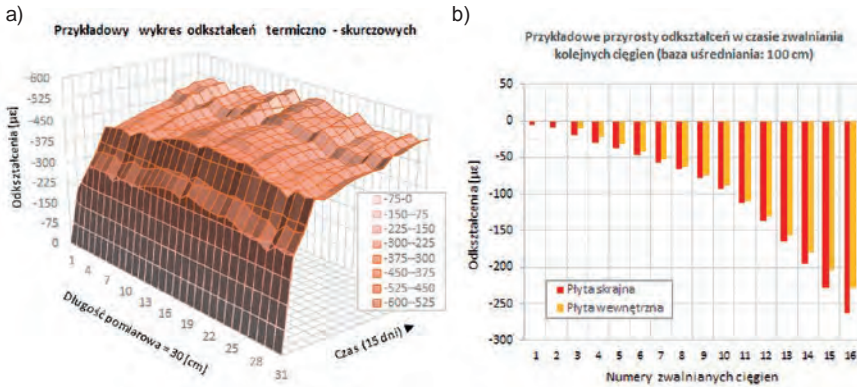 a)
Przykładowy wykres odkształceń termiczno - skurczowych
Odkształcenia [µε]
-600
-525
-450
-375
-300
-225
-150
-75
0
1
4
7
10
13
16
19
22
25
28
31
Długość pomiarowa = 30 [cm]
Czas (15 dni)
-75-0
-150--75
-225--150
-300--225
-375--300
-450--375
-525--450
-600--525
b)
Przykładowe przyrosty odkształceń w czasie zwalniania
kolejnych cięgien (baza uśredniania: 100 cm)
Odkształcenia [µε]
50
0
-50
-100
-150
-200
-250
-300
Płyta skrajna
Płyta wewnętrzna
1 2 3 4 5 6 7 8 9 10 11 12 13 14 15 16
Numery zwalnianych cięgien